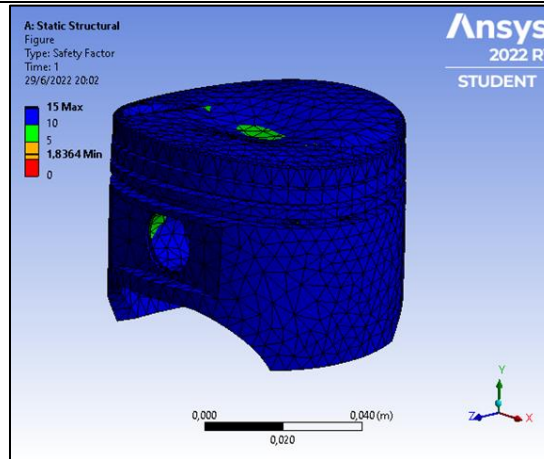 A: Static Structural
Figure
Type: Safety Factor
Time: 1
29/6/2022 20:02
15 Max
10
5
1,8364 Min
0
Ansys
2022 R
STUDENT
0,000
0,040 (m)
0,020
Y
Z
X